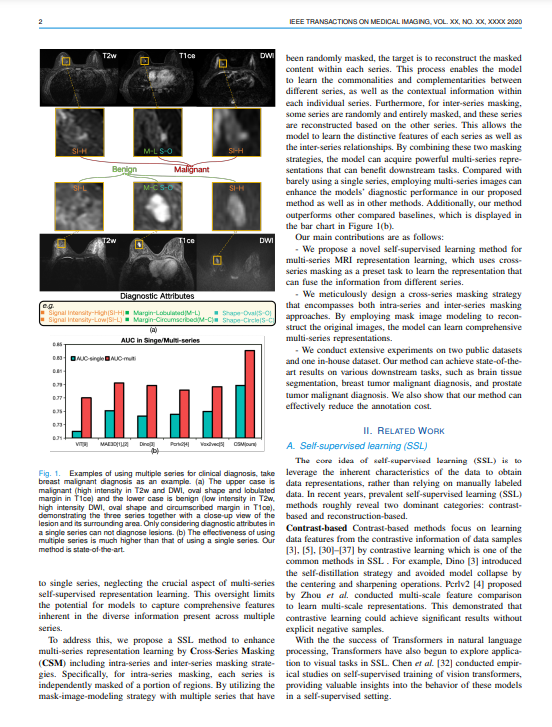 2
IEEE TRANSACTIONS ON MEDICAL IMAGING, VOL. XX, NO. XX, XXXX 2020
T2w
T1ce
DWI
SI-H
M-L S-O
SI-H
Benign
Malignant
SI-L
M-C S-O
SI-H
T2w
T1ce
DWI
Diagnostic Attributes
e.g.
Signal Intensity-High(SI-H)
Margin-Lobulated(M-L)
Shape-Oval(S-O)
Signal Intensity-Low(SI-L)
Margin-Circumscribed(M-C)
Shape-Circle(S-C)
(a)
AUC in Singe/Multi-series
0.85
0.83
0.81
0.79
0.77
0.75
0.73
0.71
AUC-single
AUC-multi
ViT[9]
MAE3D[1],[2]
Dino[3]
Pcrlv2[4]
Vox2vec[5]
CSM(ours)
(b)
Fig. 1. Examples of using multiple series for clinical diagnosis, take
breast malignant diagnosis as an example. (a) The upper case is
malignant (high intensity in T2w and DWI, oval shape and lobulated
margin in T1ce) and the lower case is benign (low intensity in T2w,
high intensity DWI, oval shape and circumscribed margin in T1ce),
demonstrating the three series together with a close-up view of the
lesion and its surrounding area. Only considering diagnostic attributes in
a single series can not diagnose lesions. (b) The effectiveness of using
multiple series is much higher than that of using a single series. Our
method is state-of-the-art.
to single series, neglecting the crucial aspect of multi-series
self-supervised representation learning. This oversight limits
the potential for models to capture comprehensive features
inherent in the diverse information present across multiple
series.
To address this, we propose a SSL method to enhance
multi-series representation learning by Cross-Series Masking
(CSM) including intra-series and inter-series masking strate-
gies. Specifically, for intra-series masking, each series is
independently masked of a portion of regions. By utilizing the
mask-image-modeling strategy with multiple series that have
been randomly masked, the target is to reconstruct the masked
content within each series. This process enables the model
to learn the commonalities and complementarities between
different series, as well as the contextual information within
each individual series. Furthermore, for inter-series masking,
some series are randomly and entirely masked, and these series
are reconstructed based on the other series. This allows the
model to learn the distinctive features of each series as well as
the inter-series relationships. By combining these two masking
strategies, the model can acquire powerful multi-series repre-
sentations that can benefit downstream tasks. Compared with
barely using a single series, employing multi-series images can
enhance the models' diagnostic performance in our proposed
method as well as in other methods. Additionally, our method
outperforms other compared baselines, which is displayed in
the bar chart in Figure 1(b).
Our main contributions are as follows:
- We propose a novel self-supervised learning method for
multi-series MRI representation learning, which uses cross-
series masking as a preset task to learn the representation that
can fuse the information from different series.
- We meticulously design a cross-series masking strategy
that encompasses both intra-series and inter-series masking
approaches. By employing mask image modeling to recon-
struct the original images, the model can learn comprehensive
multi-series representations.
- We conduct extensive experiments on two public datasets
and one in-house dataset. Our method can achieve state-of-the-
art results on various downstream tasks, such as brain tissue
segmentation, breast tumor malignant diagnosis, and prostate
tumor malignant diagnosis. We also show that our method can
effectively reduce the annotation cost.
II. RELATED WORK
A. Self-supervised learning (SSL)
The core idea of self-supervised learning (SSL) is to
leverage the inherent characteristics of the data to obtain
data representations, rather than relying on manually labeled
data. In recent years, prevalent self-supervised learning (SSL)
methods roughly reveal two dominant categories: contrast-
based and reconstruction-based.
Contrast-based Contrast-based methods focus on learning
data features from the contrastive information of data samples
[3], [5], [30]–[37] by contrastive learning which is one of the
common methods in SSL . For example, Dino [3] introduced
the self-distillation strategy and avoided model collapse by
the centering and sharpening operations. Pcrlv2 [4] proposed
by Zhou et al. conducted multi-scale feature comparison
to learn multi-scale representations. This demonstrated that
contrastive learning could achieve significant results without
explicit negative samples.
With the the success of Transformers in natural language
processing, Transformers have also begun to explore applica-
tion to visual tasks in SSL. Chen et al. [32] conducted empir-
ical studies on self-supervised training of vision transformers,
providing valuable insights into the behavior of these models
in a self-supervised setting.